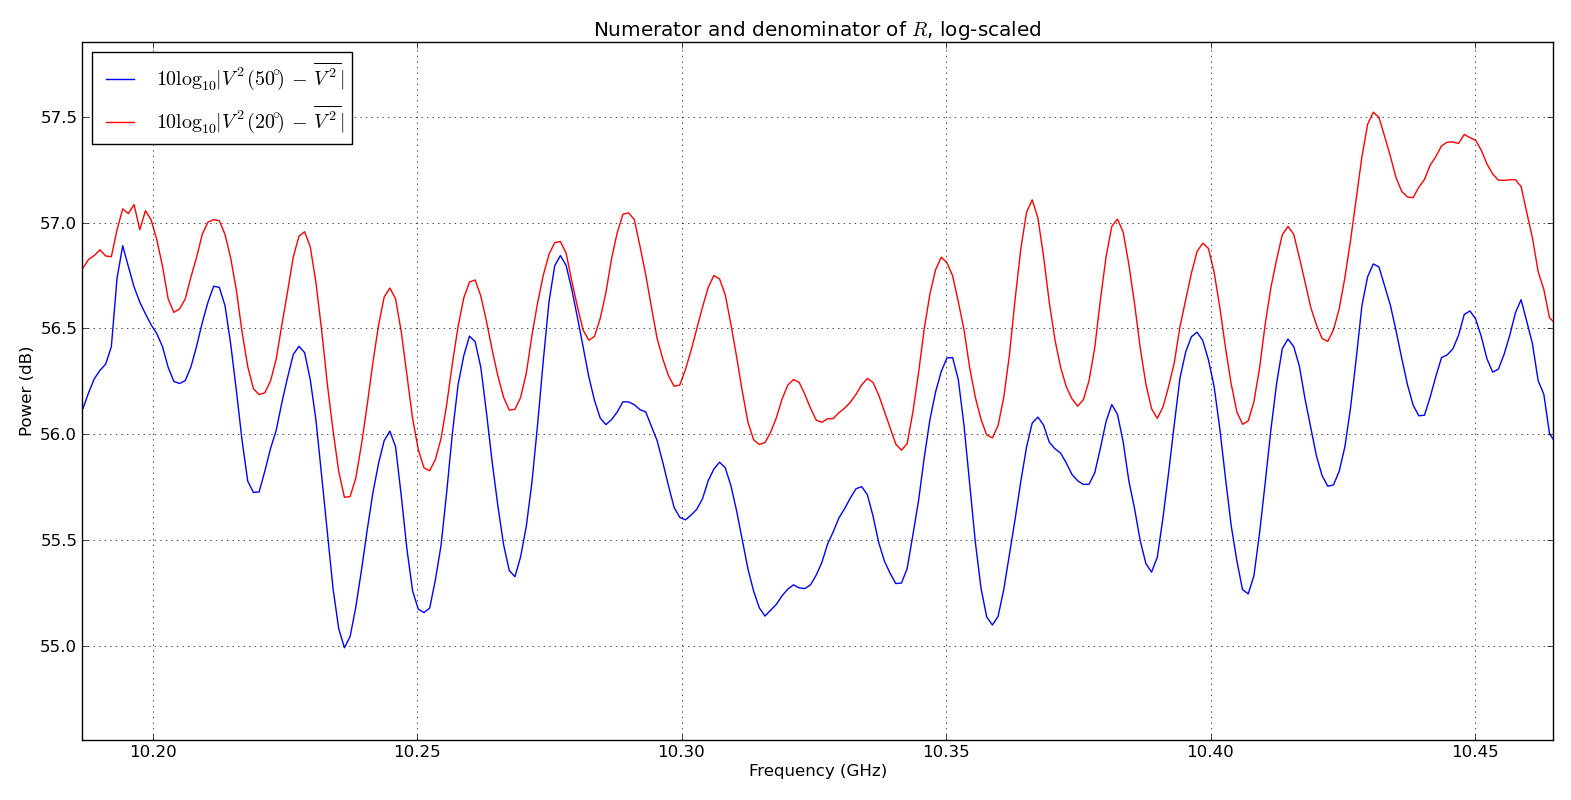 Numerator and denominator of R, log-scaled
10log₁₀|V²(50°) − V̅²̅|
10log₁₀|V²(20°) − V̅²̅|
Power (dB)
57.5
57.0
56.5
56.0
55.5
55.0
10.20 10.25 10.30 10.35 10.40 10.45
Frequency (GHz)